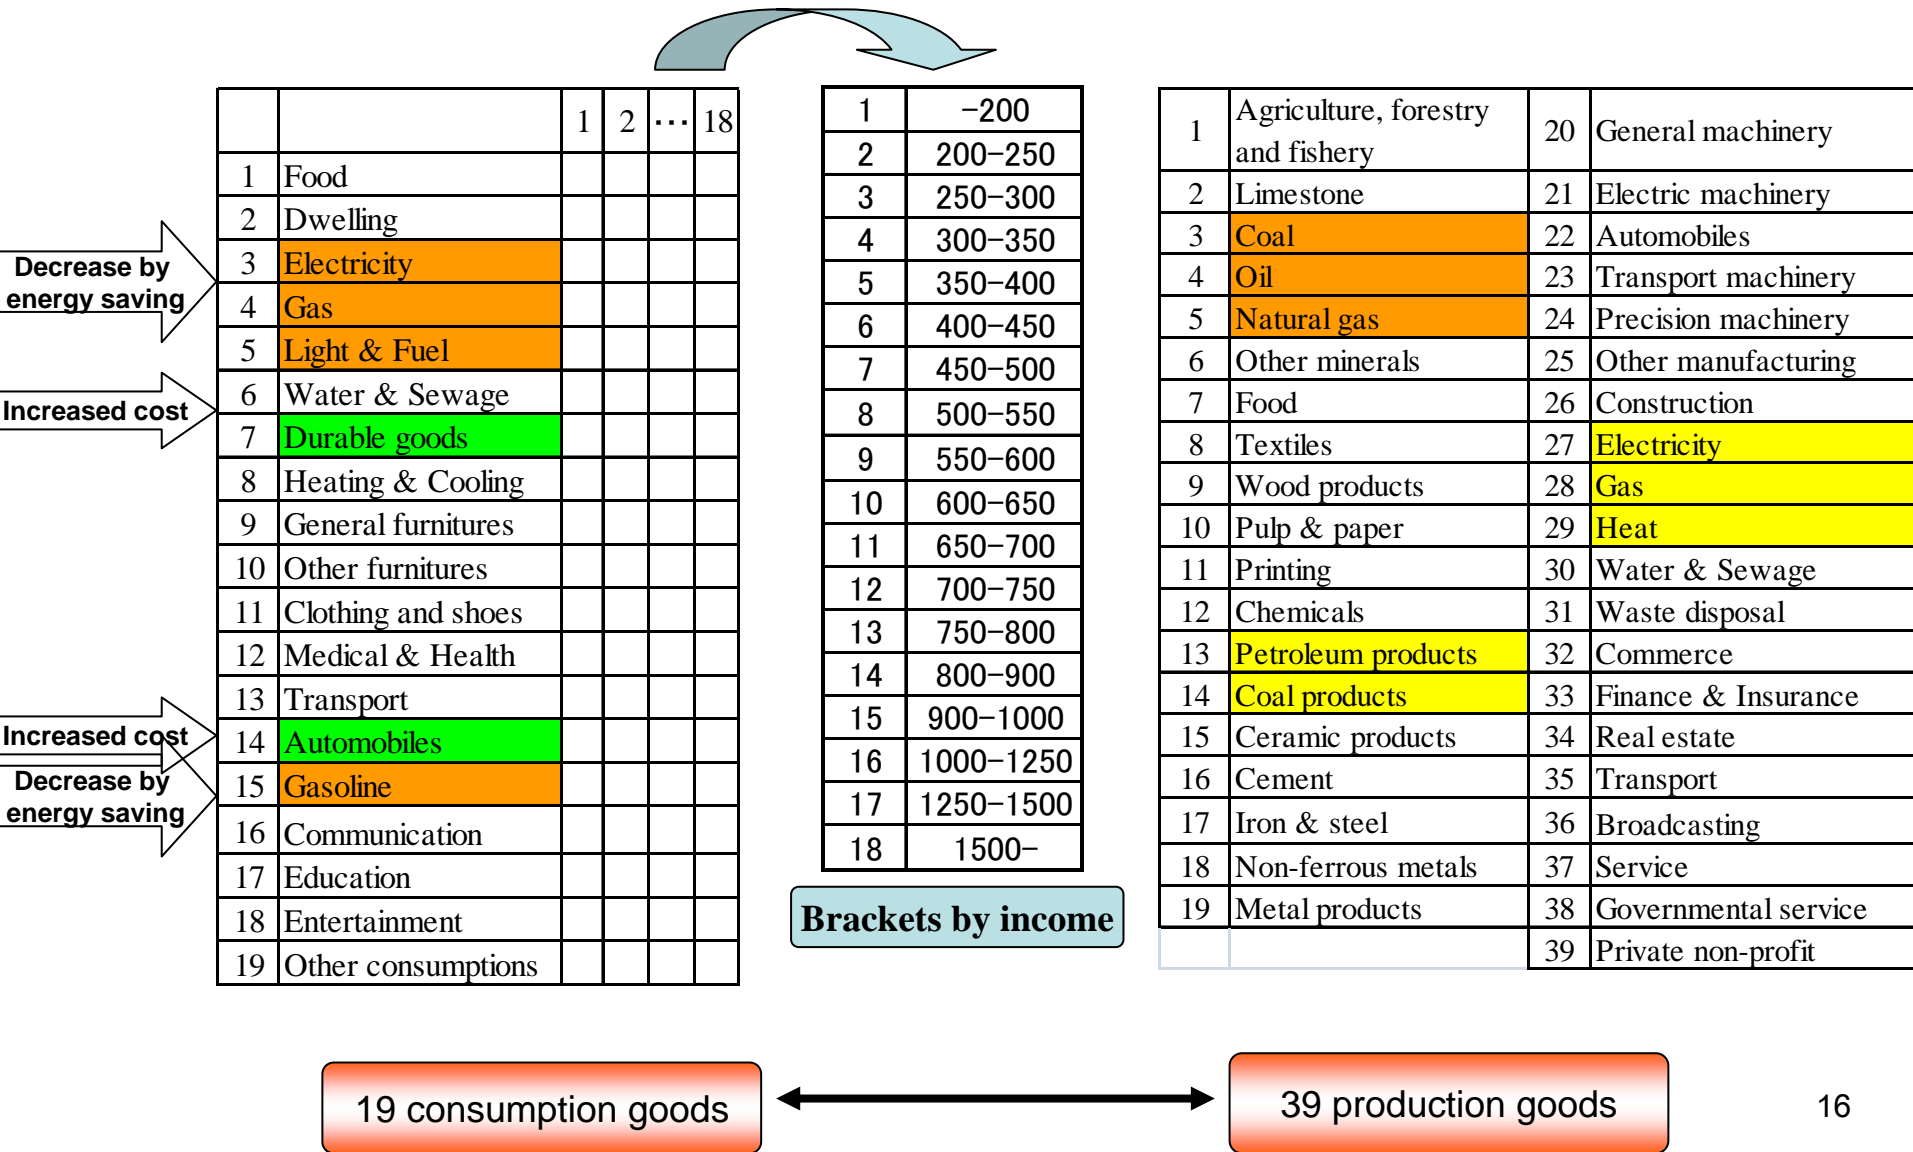 Decrease by
energy saving
Increased cost
Increased cost
Decrease by
energy saving
1 2 ··· 18
1 Food
2 Dwelling
3 Electricity
4 Gas
5 Light & Fuel
6 Water & Sewage
7 Durable goods
8 Heating & Cooling
9 General furnitures
10 Other furnitures
11 Clothing and shoes
12 Medical & Health
13 Transport
14 Automobiles
15 Gasoline
16 Communication
17 Education
18 Entertainment
19 Other consumptions
1 −200
2 200−250
3 250−300
4 300−350
5 350−400
6 400−450
7 450−500
8 500−550
9 550−600
10 600−650
11 650−700
12 700−750
13 750−800
14 800−900
15 900−1000
16 1000−1250
17 1250−1500
18 1500−
Brackets by income
1 Agriculture, forestry
and fishery
2 Limestone
3 Coal
4 Oil
5 Natural gas
6 Other minerals
7 Food
8 Textiles
9 Wood products
10 Pulp & paper
11 Printing
12 Chemicals
13 Petroleum products
14 Coal products
15 Ceramic products
16 Cement
17 Iron & steel
18 Non-ferrous metals
19 Metal products
20 General machinery
21 Electric machinery
22 Automobiles
23 Transport machinery
24 Precision machinery
25 Other manufacturing
26 Construction
27 Electricity
28 Gas
29 Heat
30 Water & Sewage
31 Waste disposal
32 Commerce
33 Finance & Insurance
34 Real estate
35 Transport
36 Broadcasting
37 Service
38 Governmental service
39 Private non-profit
19 consumption goods
39 production goods
16